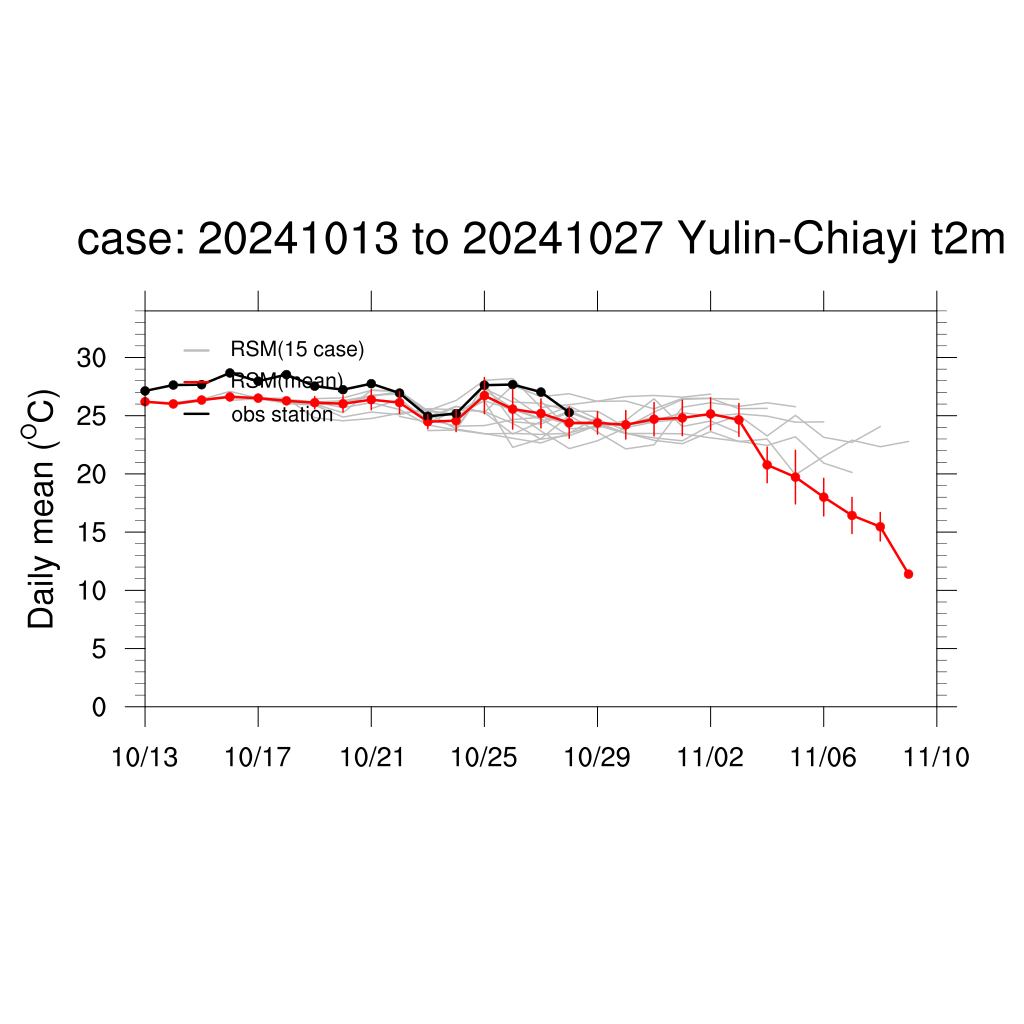 case: 20241013 to 20241027 Yulin-Chiayi t2m
RSM(15 case)
RSM(mean)
obs station
Daily mean (°C)
30
25
20
15
10
5
0
10/13 10/17 10/21 10/25 10/29 11/02 11/06 11/10